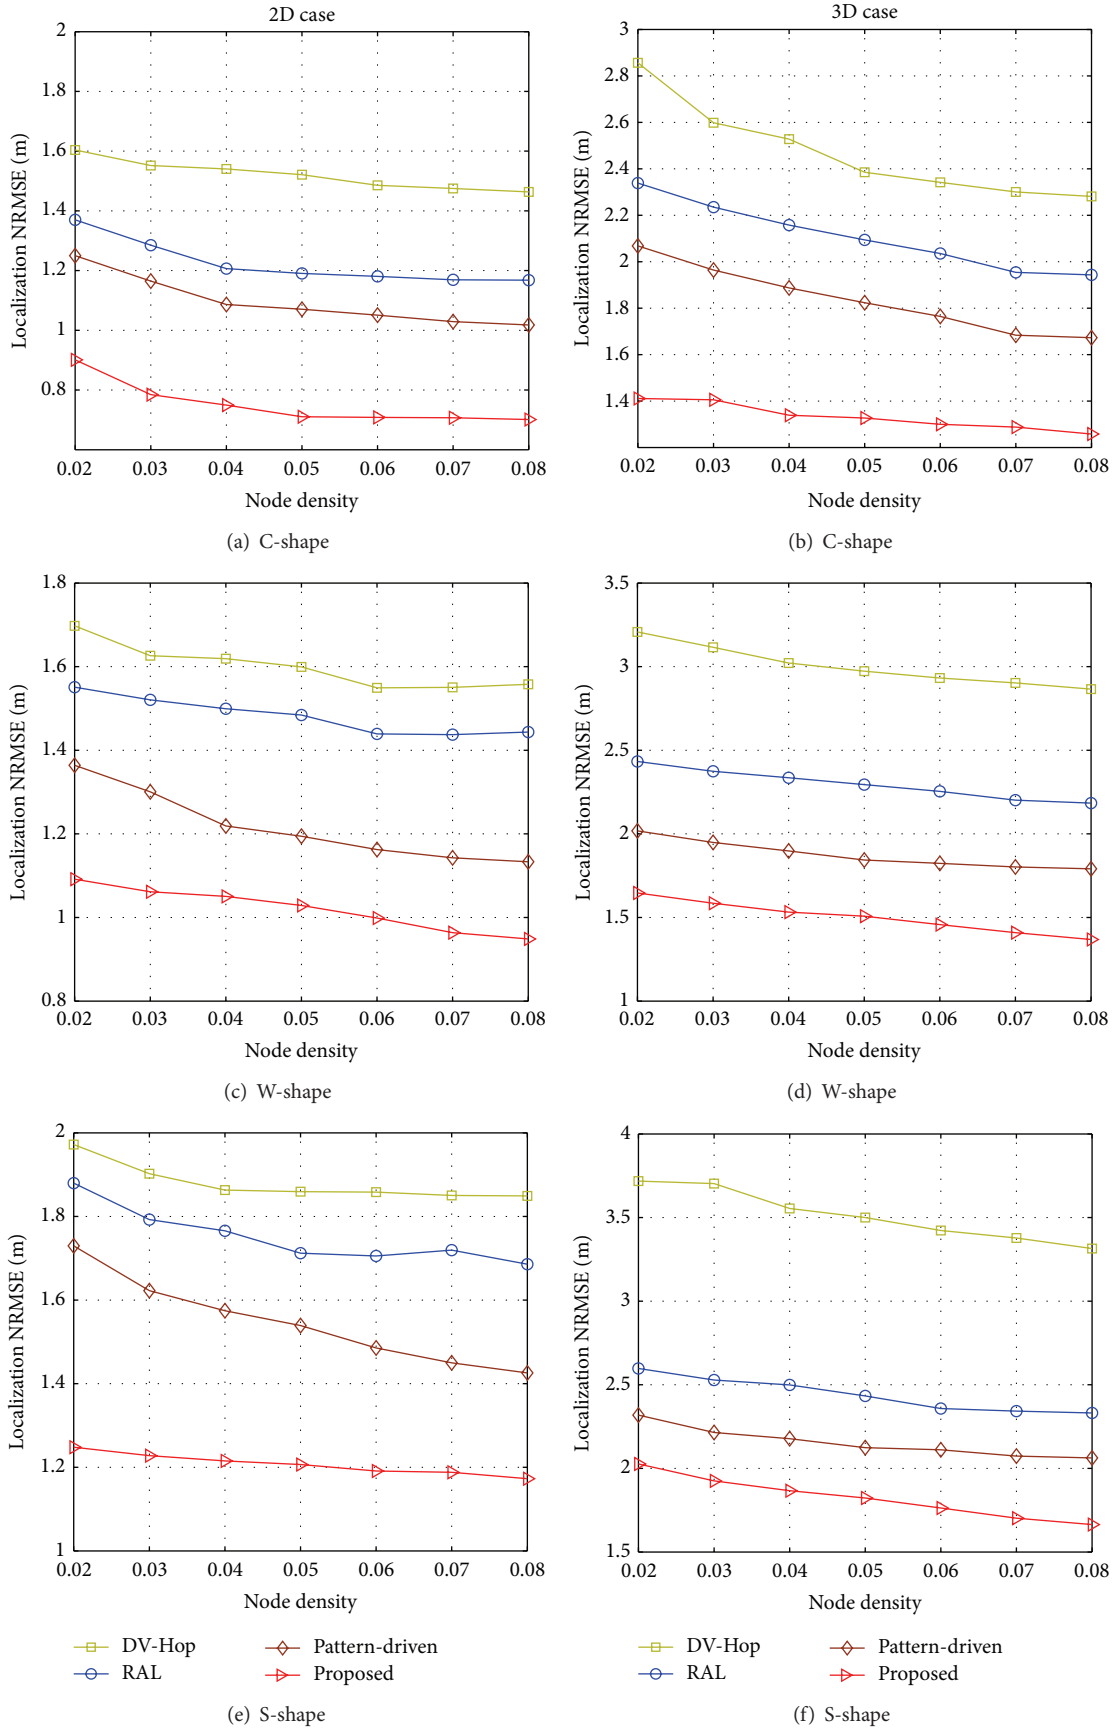 2D case
2
1.8
1.6
1.4
1.2
1
0.8
Localization NRMSE (m)
0.02 0.03 0.04 0.05 0.06 0.07 0.08
Node density
(a) C-shape
3D case
3
2.8
2.6
2.4
2.2
2
1.8
1.6
1.4
Localization NRMSE (m)
0.02 0.03 0.04 0.05 0.06 0.07 0.08
Node density
(b) C-shape
1.8
1.6
1.4
1.2
1
0.8
Localization NRMSE (m)
0.02 0.03 0.04 0.05 0.06 0.07 0.08
Node density
(c) W-shape
3.5
3
2.5
2
1.5
1
Localization NRMSE (m)
0.02 0.03 0.04 0.05 0.06 0.07 0.08
Node density
(d) W-shape
2
1.8
1.6
1.4
1.2
1
Localization NRMSE (m)
0.02 0.03 0.04 0.05 0.06 0.07 0.08
Node density
DV-Hop
RAL
Pattern-driven
Proposed
(e) S-shape
4
3.5
3
2.5
2
1.5
Localization NRMSE (m)
0.02 0.03 0.04 0.05 0.06 0.07 0.08
Node density
DV-Hop
RAL
Pattern-driven
Proposed
(f) S-shape